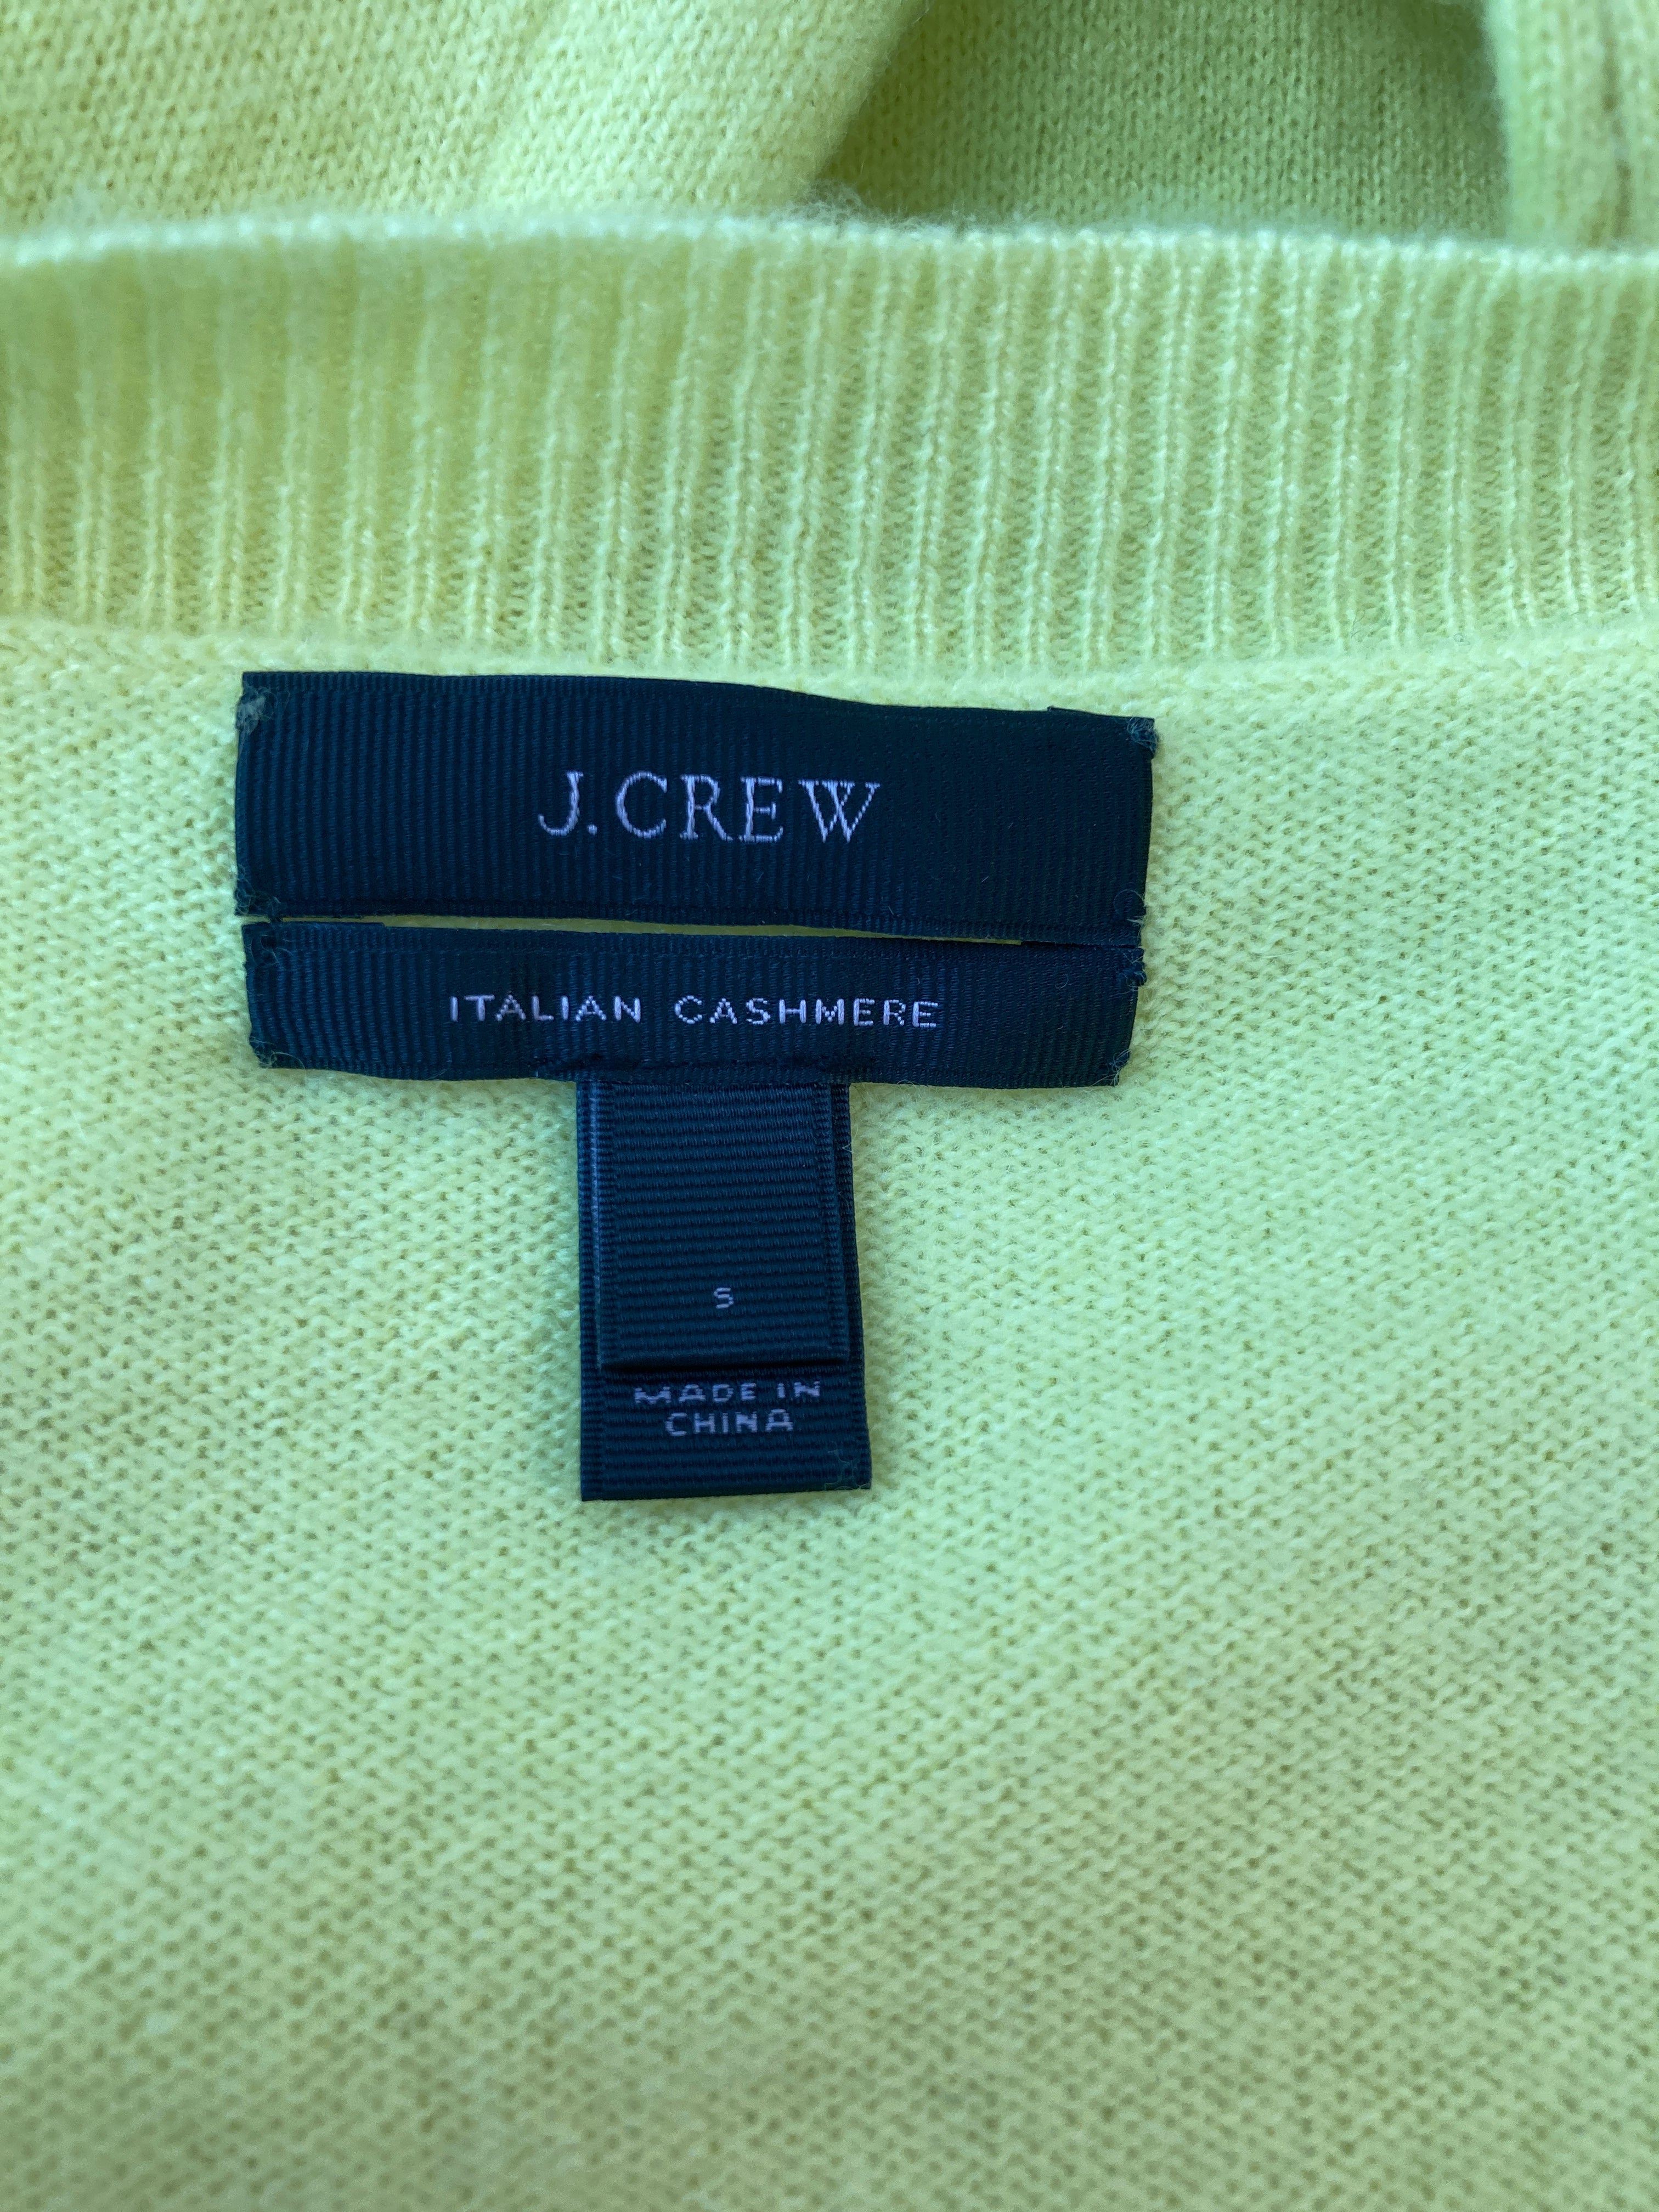 J.CREW
ITALIAN CASHMERE
S
MADE IN
CHINA